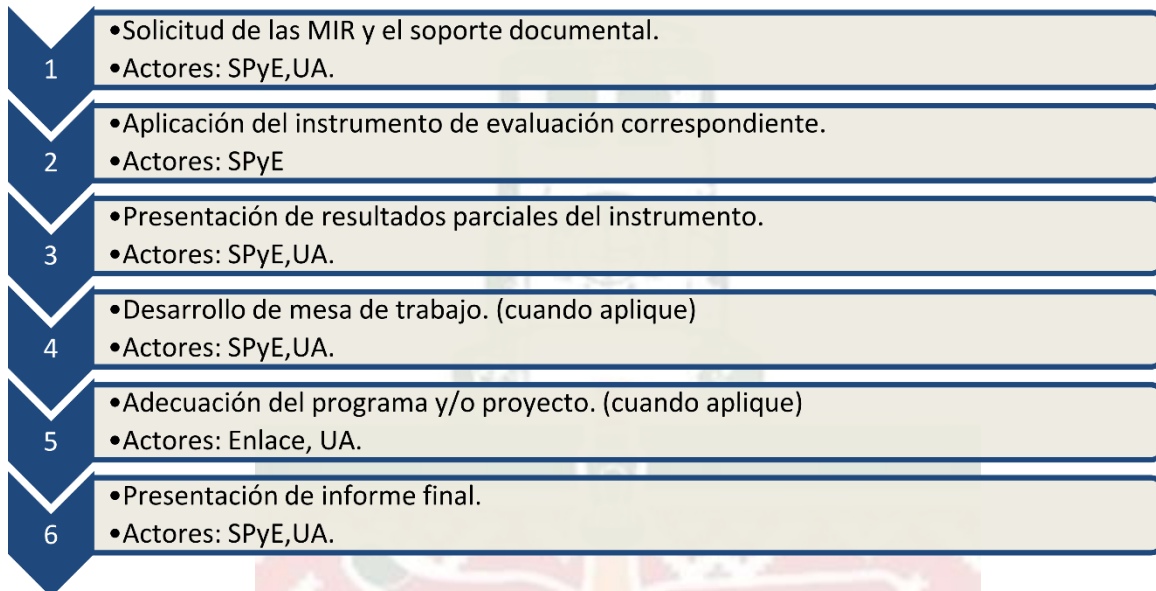 1
•Solicitud de las MIR y el soporte documental.
•Actores: SPyE,UA.
2
•Aplicación del instrumento de evaluación correspondiente.
•Actores: SPyE
3
•Presentación de resultados parciales del instrumento.
•Actores: SPyE,UA.
4
•Desarrollo de mesa de trabajo. (cuando aplique)
•Actores: SPyE,UA.
5
•Adecuación del programa y/o proyecto. (cuando aplique)
•Actores: Enlace, UA.
6
•Presentación de informe final.
•Actores: SPyE,UA.